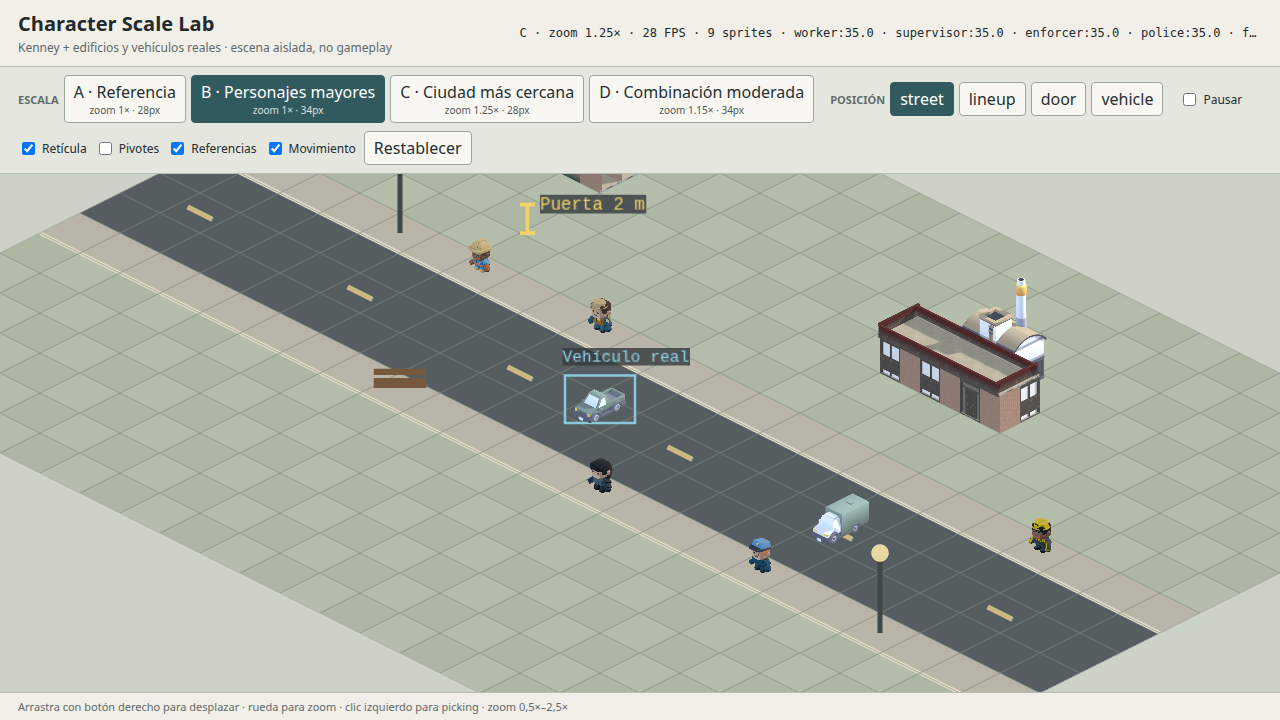 Character Scale Lab
Kenney + edificios y vehículos reales · escena aislada, no gameplay
C · zoom 1.25× · 28 FPS · 9 sprites · worker:35.0 · supervisor:35.0 · enforcer:35.0 · police:35.0 · f…
ESCALA
A · Referencia
zoom 1× · 28px
B · Personajes mayores
zoom 1× · 34px
C · Ciudad más cercana
zoom 1.25× · 28px
D · Combinación moderada
zoom 1.15× · 34px
POSICIÓN
street
lineup
door
vehicle
Pausar
Retícula
Pivotes
Referencias
Movimiento
Restablecer
Puerta 2 m
Vehículo real
Arrastra con botón derecho para desplazar · rueda para zoom · clic izquierdo para picking · zoom 0,5×–2,5×